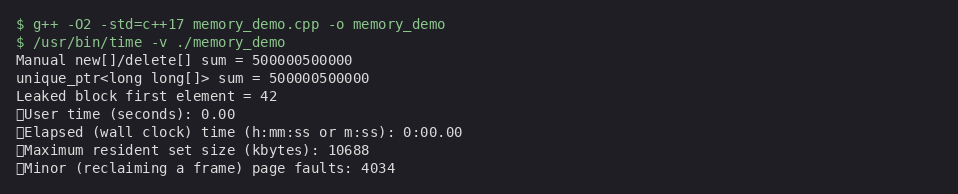 $ g++ -O2 -std=c++17 memory_demo.cpp -o memory_demo
$ /usr/bin/time -v ./memory_demo
Manual new[]/delete[] sum = 500000500000
unique_ptr<long long[]> sum = 500000500000
Leaked block first element = 42
User time (seconds): 0.00
Elapsed (wall clock) time (h:mm:ss or m:ss): 0:00.00
Maximum resident set size (kbytes): 10688
Minor (reclaiming a frame) page faults: 4034